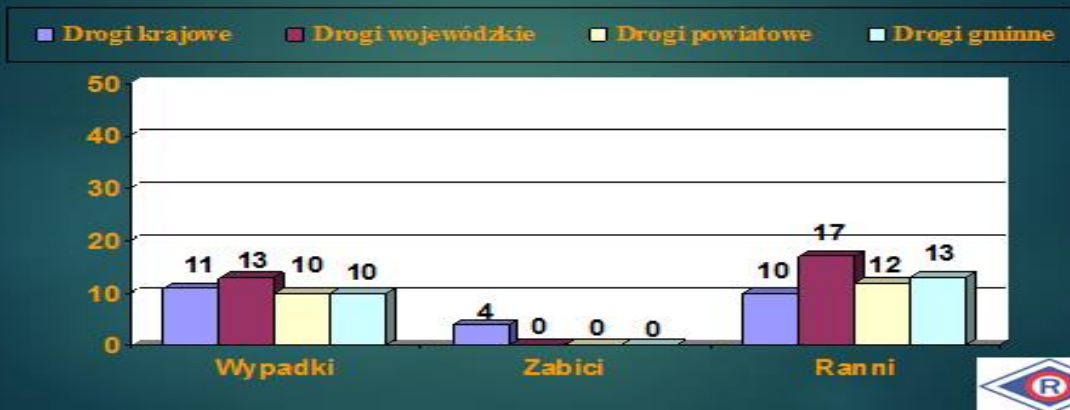 Drogi krajowe Drogi wojewódzkie Drogi powiatowe Drogi gminne
50
40
30
20
10
0
11 13 10 10
4 0 0 0
10 17 12 13
Wypadki Zabici Ranni
R